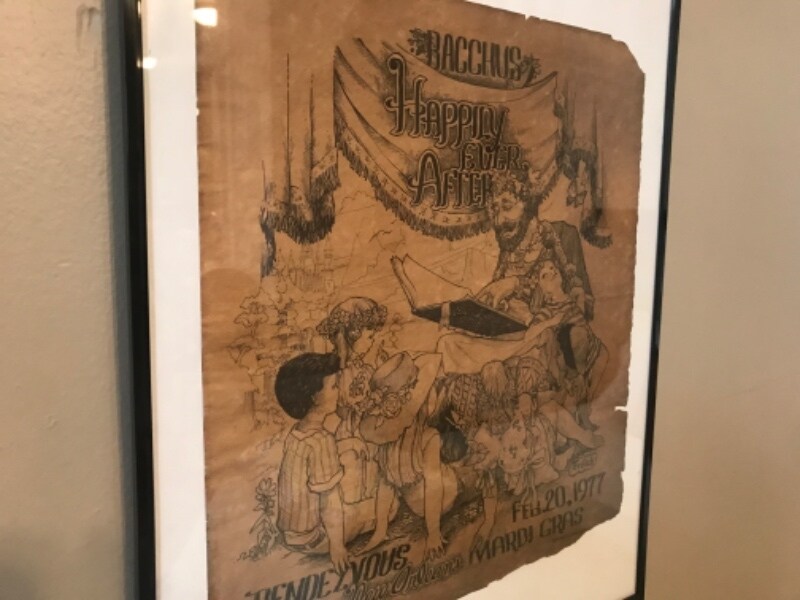 BACCHUS
HAPPILY
EVER
AFTER
FEB. 20, 1977
RENDEZVOUS New Orleans MARDI GRAS